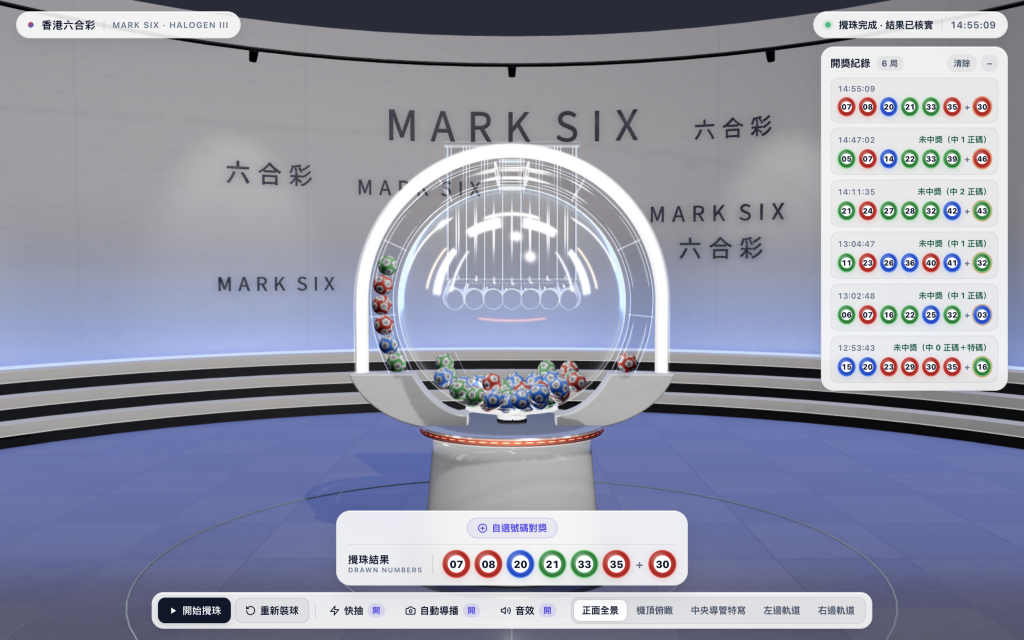 香港六合彩 MARK SIX · HALOGEN III
攪珠完成 · 結果已核實 14:55:09
MARK SIX
六合彩
六合彩
MARK SIX
MARK SIX
六合彩
MARK SIX
開獎紀錄 6 局 清除 −
14:55:09
07 08 20 21 33 35 + 30
14:47:02 未中獎（中 1 正碼）
05 07 14 22 33 39 + 46
14:11:35 未中獎（中 2 正碼）
21 24 27 28 32 42 + 43
13:04:47 未中獎（中 1 正碼）
11 23 26 36 40 41 + 32
13:02:48 未中獎（中 1 正碼）
06 07 16 22 25 32 + 03
12:53:43 未中獎（中 0 正碼＋特碼）
15 20 23 29 30 35 + 16
自選號碼對獎
攪珠結果
DRAWN NUMBERS
07 08 20 21 33 35 + 30
開始攪珠 重新裝球 快抽 開 自動導播 開 音效 開 正面全景 機頂俯瞰 中央導管特寫 左邊軌道 右邊軌道